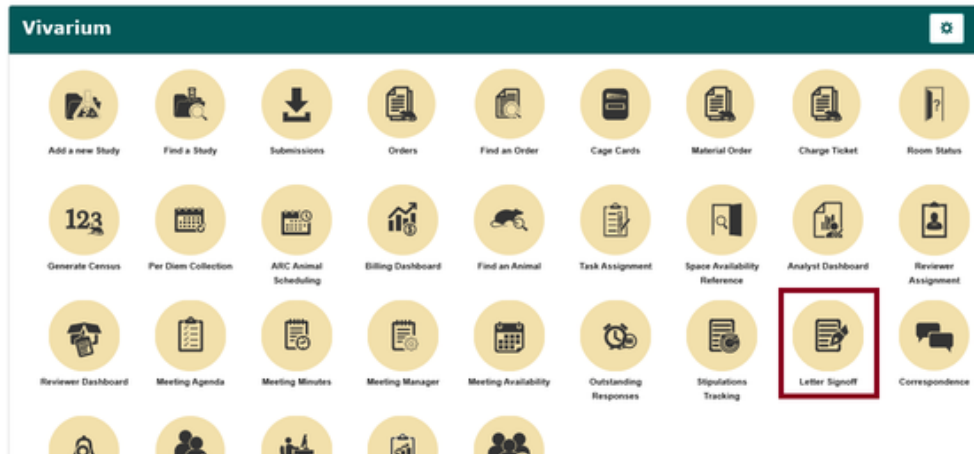 Vivarium
Add a new Study
Find a Study
Submissions
Orders
Find an Order
Cage Cards
Material Order
Charge Ticket
Room Status
?
123
Generate Census
Per Diem Collection
ARC Animal
Scheduling
Billing Dashboard
Find an Animal
Task Assignment
Space Availability
Reference
Analyst Dashboard
Reviewer
Assignment
Reviewer Dashboard
Meeting Agenda
Meeting Minutes
Meeting Manager
Meeting Availability
Outstanding
Responses
Stipulations
Tracking
Letter Signoff
Correspondence